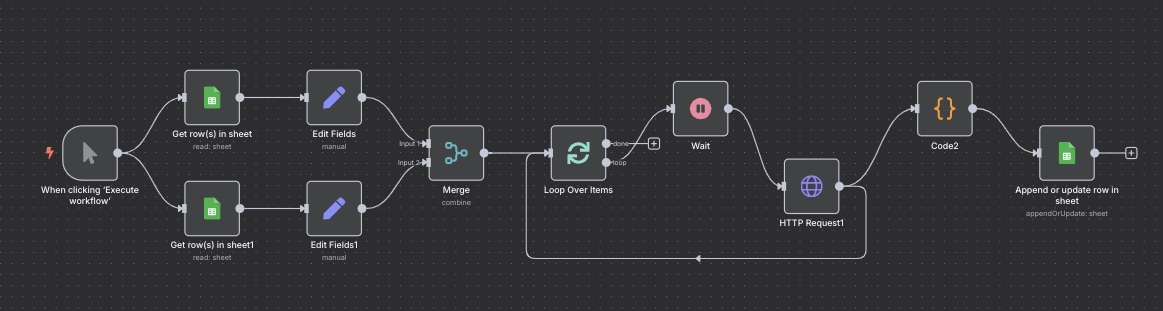 When clicking ‘Execute
workflow’
Get row(s) in sheet
read: sheet
Edit Fields
manual
Get row(s) in sheet1
read: sheet
Edit Fields1
manual
Input 1
Input 2
Merge
combine
done
loop
Loop Over Items
Wait
HTTP Request1
Code2
Append or update row in
sheet
appendOrUpdate: sheet